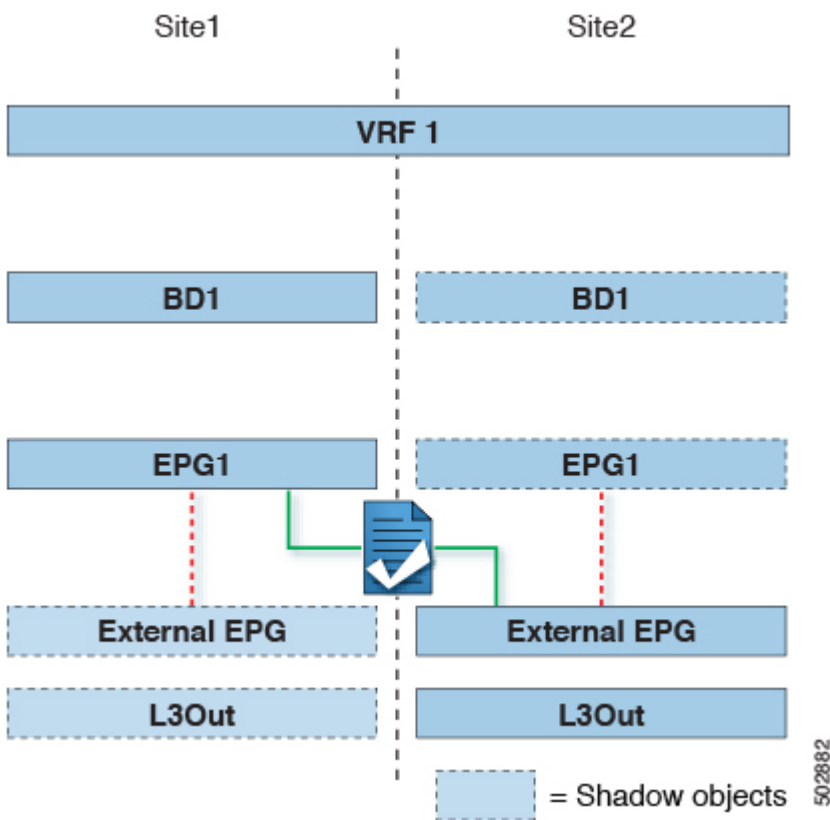 Site1
Site2
VRF 1
BD1
BD1
EPG1
EPG1
External EPG
External EPG
L3Out
L3Out
= Shadow objects
502882